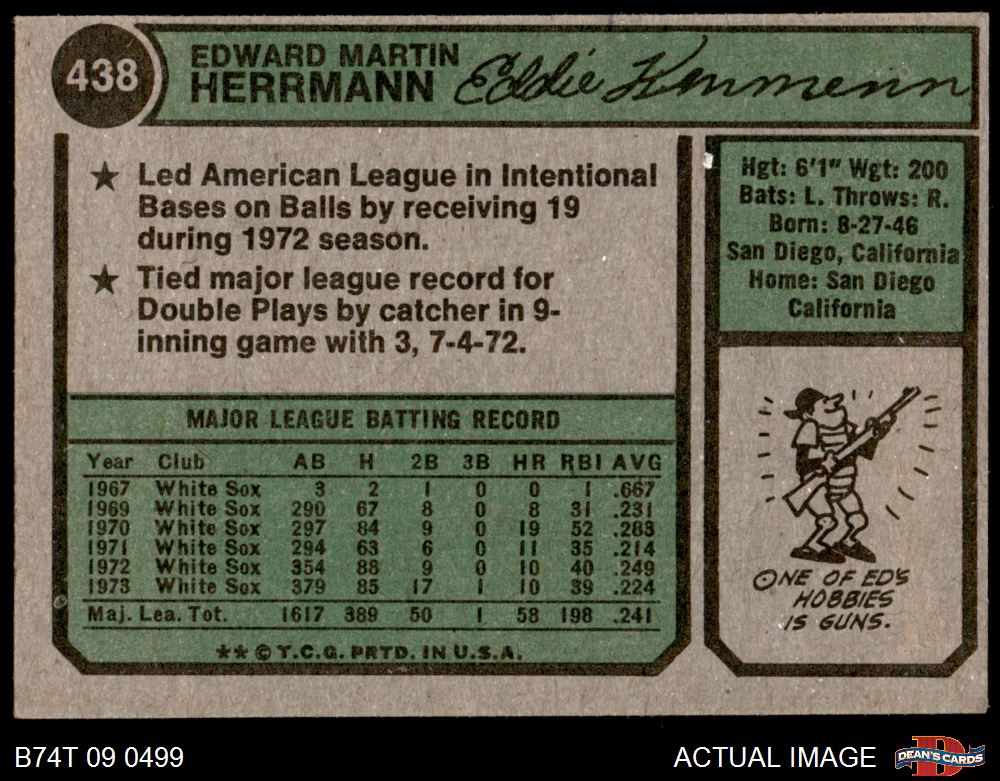 438
EDWARD MARTIN
HERRMANN
Eddie Herrmann
★ Led American League in Intentional
Bases on Balls by receiving 19
during 1972 season.
★ Tied major league record for
Double Plays by catcher in 9-
inning game with 3, 7-4-72.
Hgt: 6'1" Wgt: 200
Bats: L. Throws: R.
Born: 8-27-46
San Diego, California
Home: San Diego
California
MAJOR LEAGUE BATTING RECORD
Year Club AB H 2B 3B HR RBI AVG
1967 White Sox 3 2 1 0 0 1 .667
1969 White Sox 290 67 8 0 8 31 .231
1970 White Sox 297 84 9 0 19 52 .283
1971 White Sox 294 63 6 0 11 35 .214
1972 White Sox 354 88 9 0 10 40 .249
1973 White Sox 379 85 17 1 10 39 .224
Maj. Lea. Tot. 1617 389 50 1 58 198 .241
★★ © T.C.G. PRTD. IN U.S.A.
ONE OF ED'S
HOBBIES
IS GUNS.
B74T 09 0499
ACTUAL IMAGE
D
DEAN'S CARDS